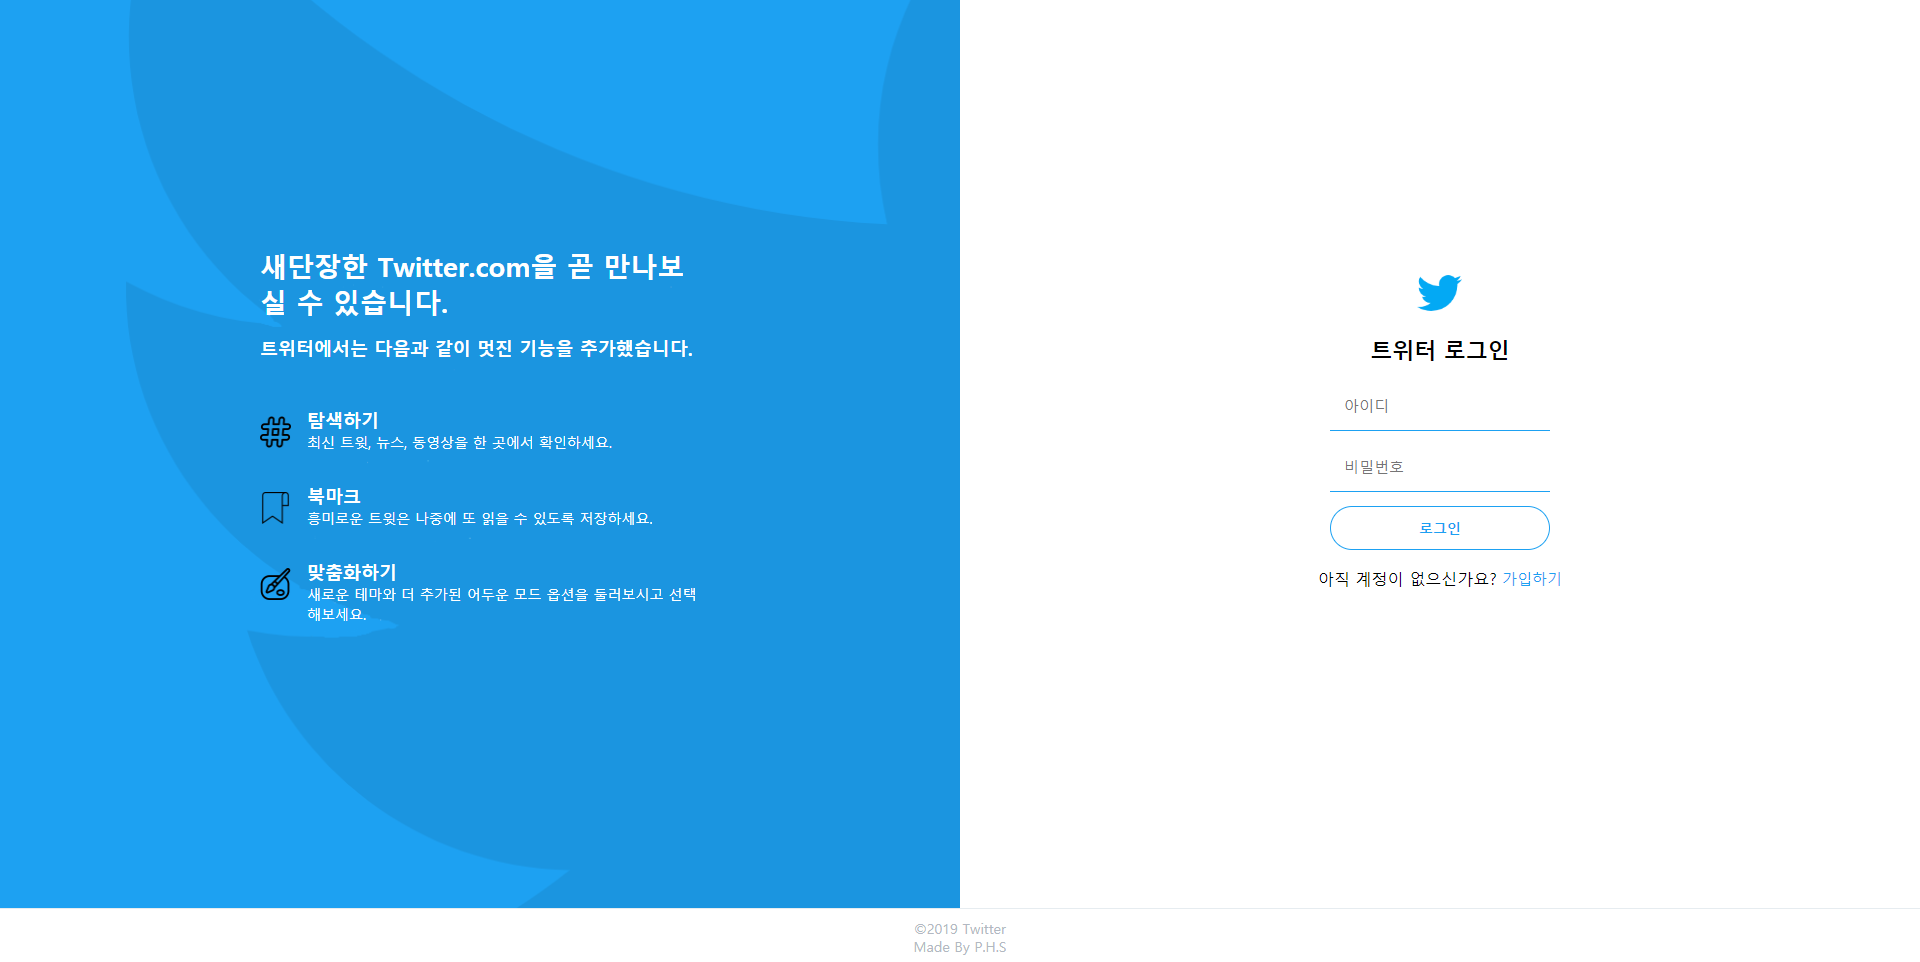 새단장한 Twitter.com을 곧 만나보
실 수 있습니다.
트위터에서는 다음과 같이 멋진 기능을 추가했습니다.
탐색하기
최신 트윗, 뉴스, 동영상을 한 곳에서 확인하세요.
북마크
흥미로운 트윗은 나중에 또 읽을 수 있도록 저장하세요.
맞춤화하기
새로운 테마와 더 추가된 어두운 모드 옵션을 둘러보시고 선택
해보세요.
트위터 로그인
아이디
비밀번호
로그인
아직 계정이 없으신가요? 가입하기
©2019 Twitter
Made By P.H.S